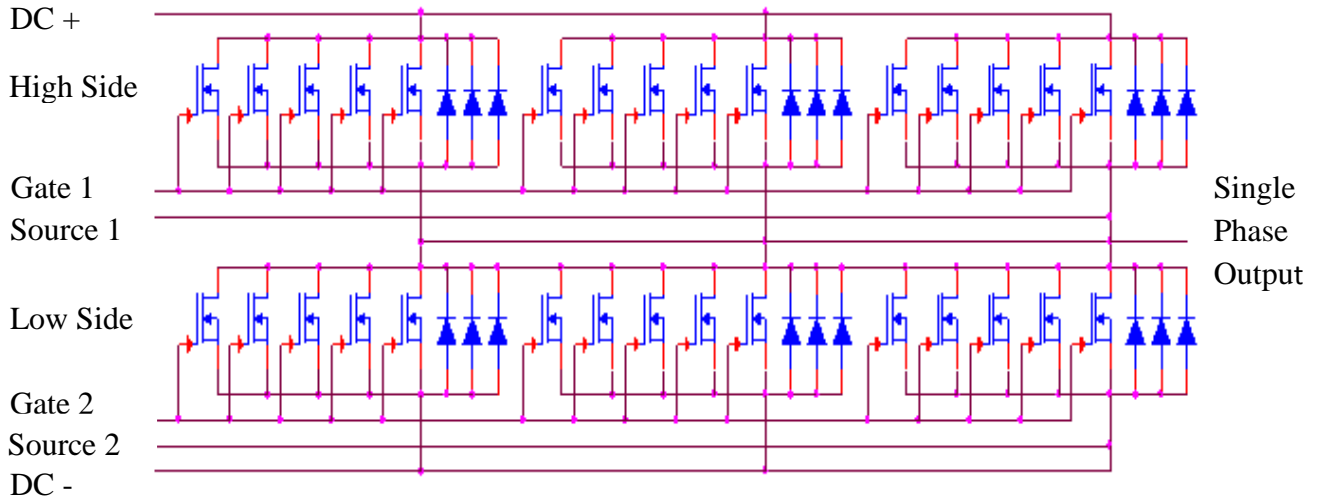 DC +
High Side
Gate 1
Source 1
Single
Phase
Output
Low Side
Gate 2
Source 2
DC -